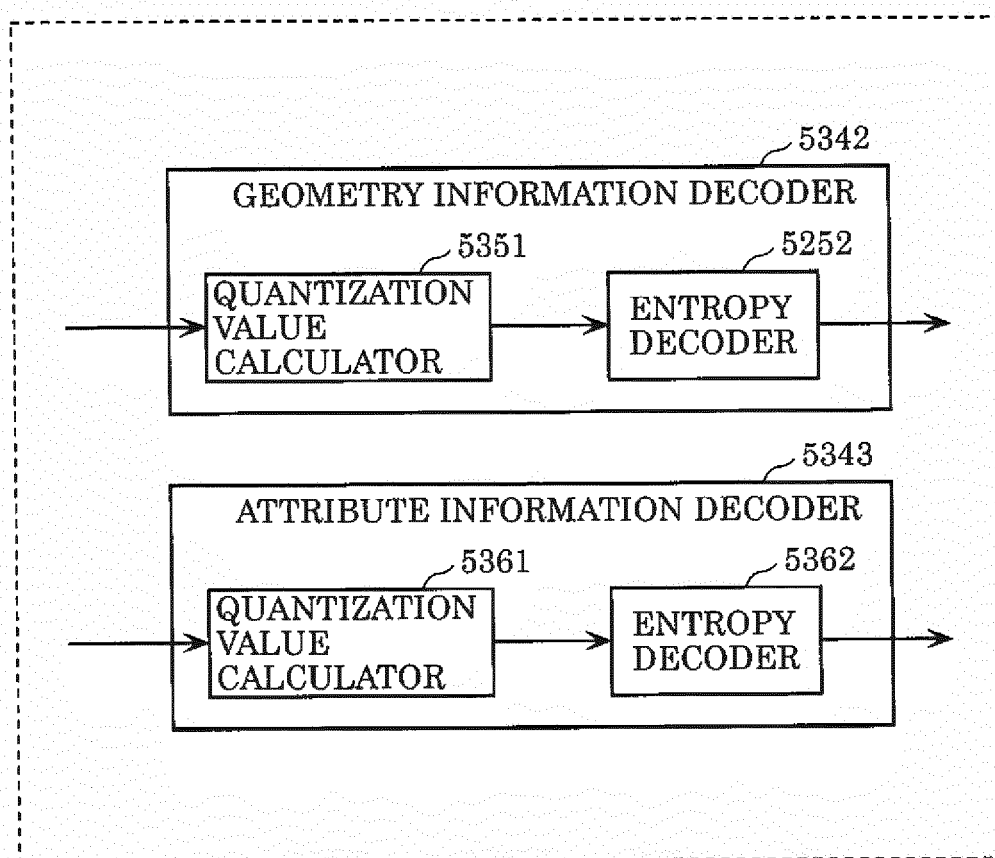 5342
GEOMETRY INFORMATION DECODER
5351
5252
QUANTIZATION
VALUE
CALCULATOR
ENTROPY
DECODER
5343
ATTRIBUTE INFORMATION DECODER
5361
5362
QUANTIZATION
VALUE
CALCULATOR
ENTROPY
DECODER